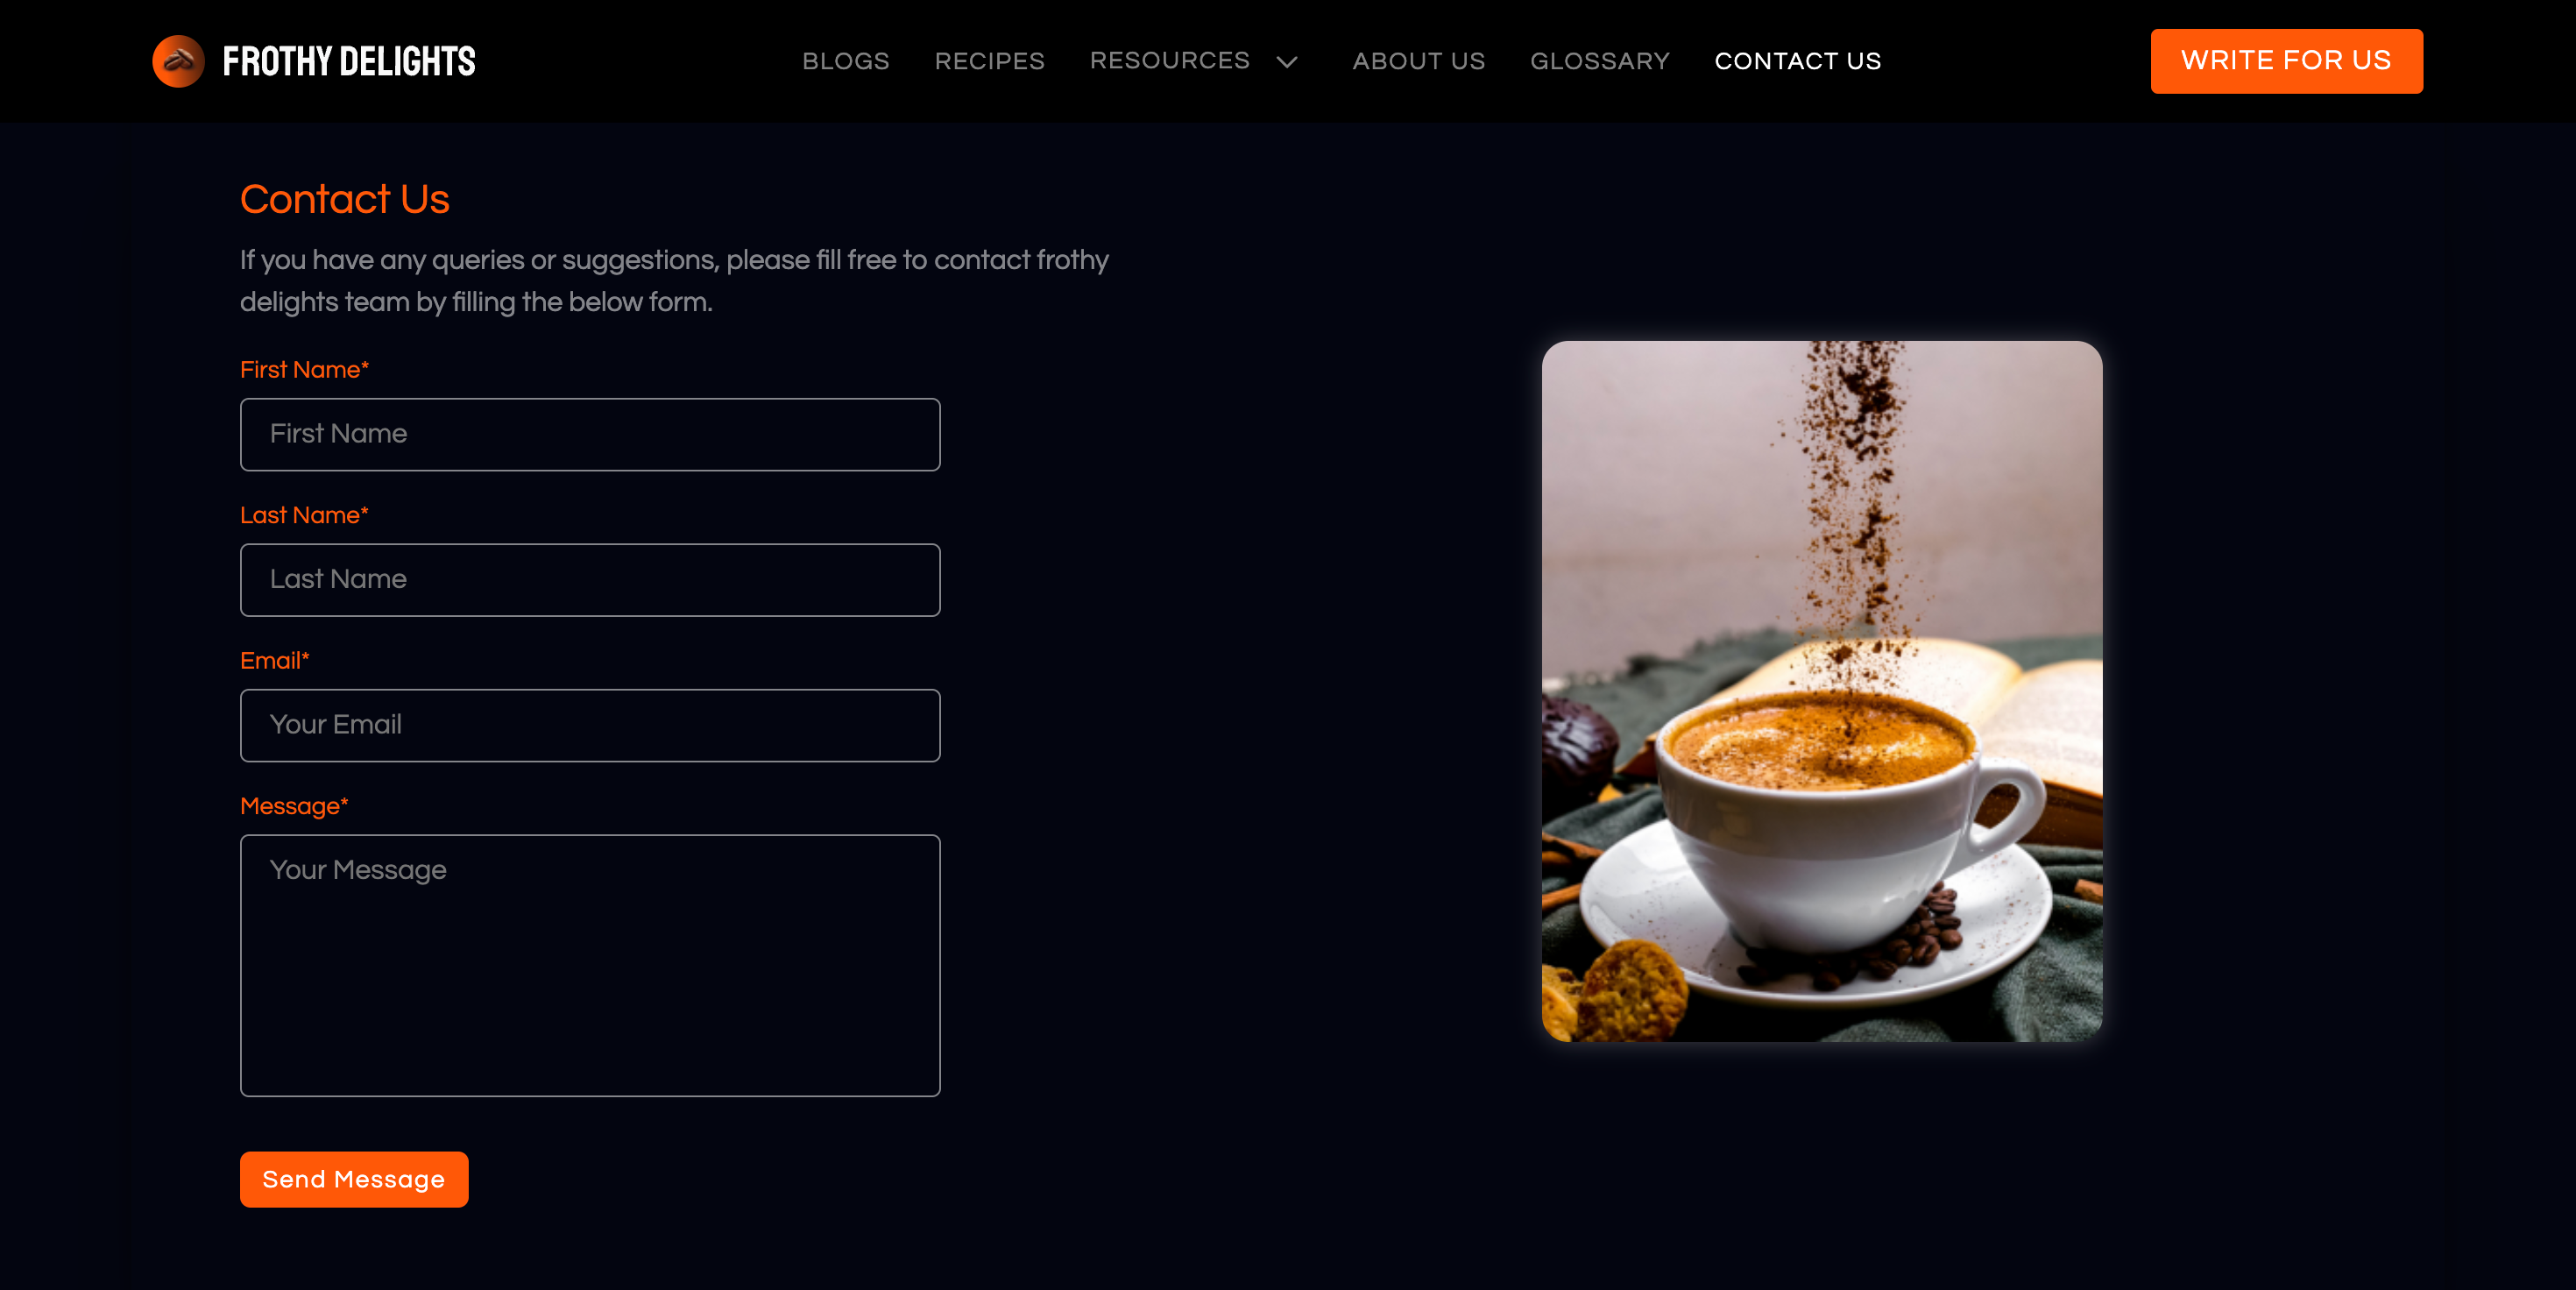 FROTHY DELIGHTS
BLOGS
RECIPES
RESOURCES
ABOUT US
GLOSSARY
CONTACT US
WRITE FOR US
Contact Us
If you have any queries or suggestions, please fill free to contact frothy
delights team by filling the below form.
First Name*
First Name
Last Name*
Last Name
Email*
Your Email
Message*
Your Message
Send Message